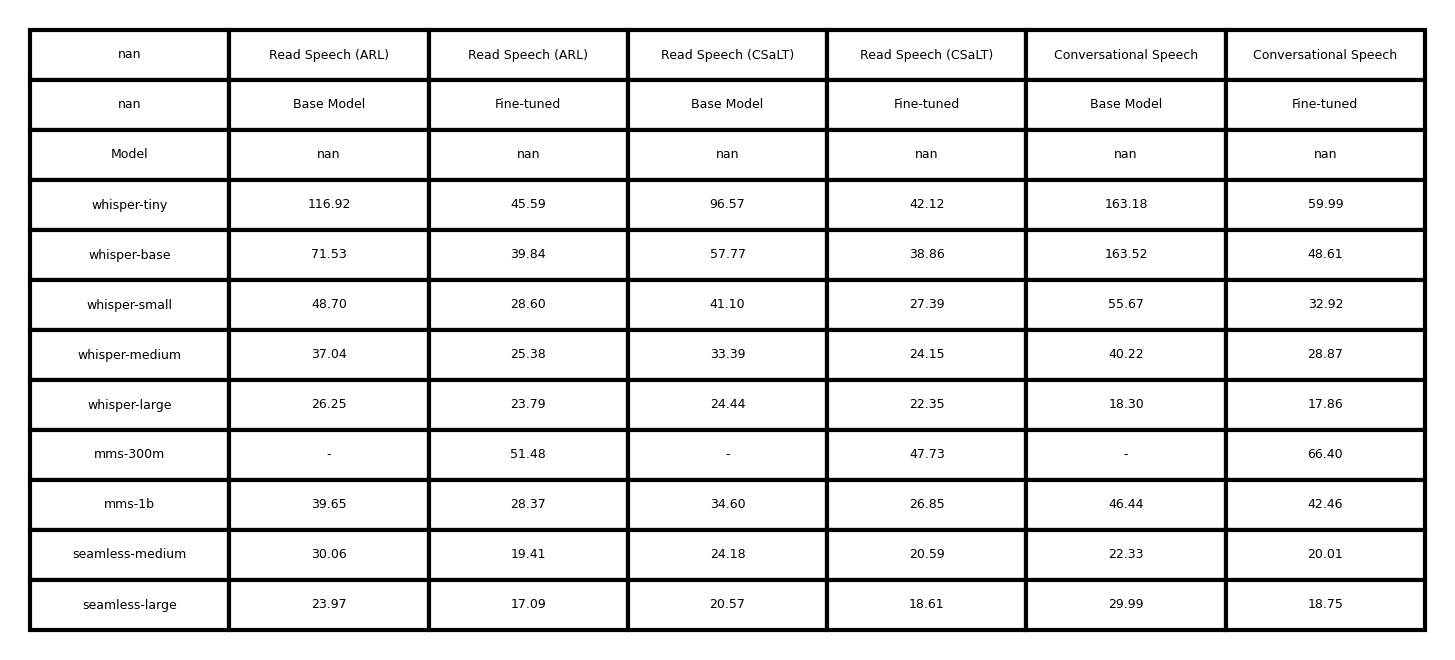 nan Read Speech (ARL) Read Speech (ARL) Read Speech (CSaLT) Read Speech (CSaLT) Conversational Speech Conversational Speech
nan Base Model Fine-tuned Base Model Fine-tuned Base Model Fine-tuned
Model nan nan nan nan nan nan
whisper-tiny 116.92 45.59 96.57 42.12 163.18 59.99
whisper-base 71.53 39.84 57.77 38.86 163.52 48.61
whisper-small 48.70 28.60 41.10 27.39 55.67 32.92
whisper-medium 37.04 25.38 33.39 24.15 40.22 28.87
whisper-large 26.25 23.79 24.44 22.35 18.30 17.86
mms-300m - 51.48 - 47.73 - 66.40
mms-1b 39.65 28.37 34.60 26.85 46.44 42.46
seamless-medium 30.06 19.41 24.18 20.59 22.33 20.01
seamless-large 23.97 17.09 20.57 18.61 29.99 18.75